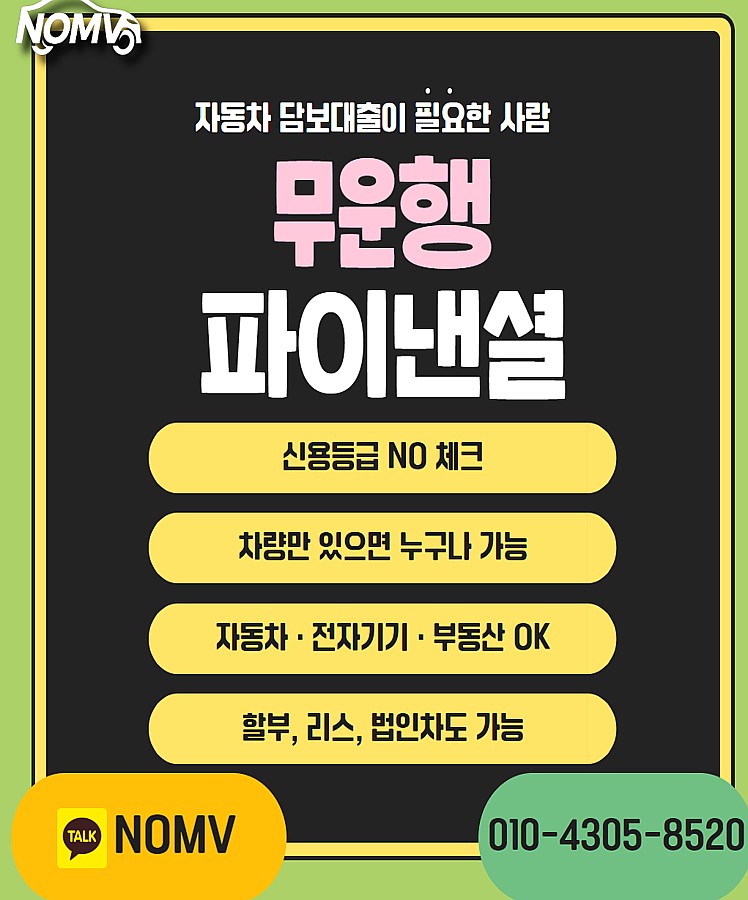 NOMV
자동차 담보대출이 필요한 사람
무운행
파이낸셜
신용등급 NO 체크
차량만 있으면 누구나 가능
자동차 · 전자기기 · 부동산 OK
할부, 리스, 법인차도 가능
TALK NOMV
010-4305-8520